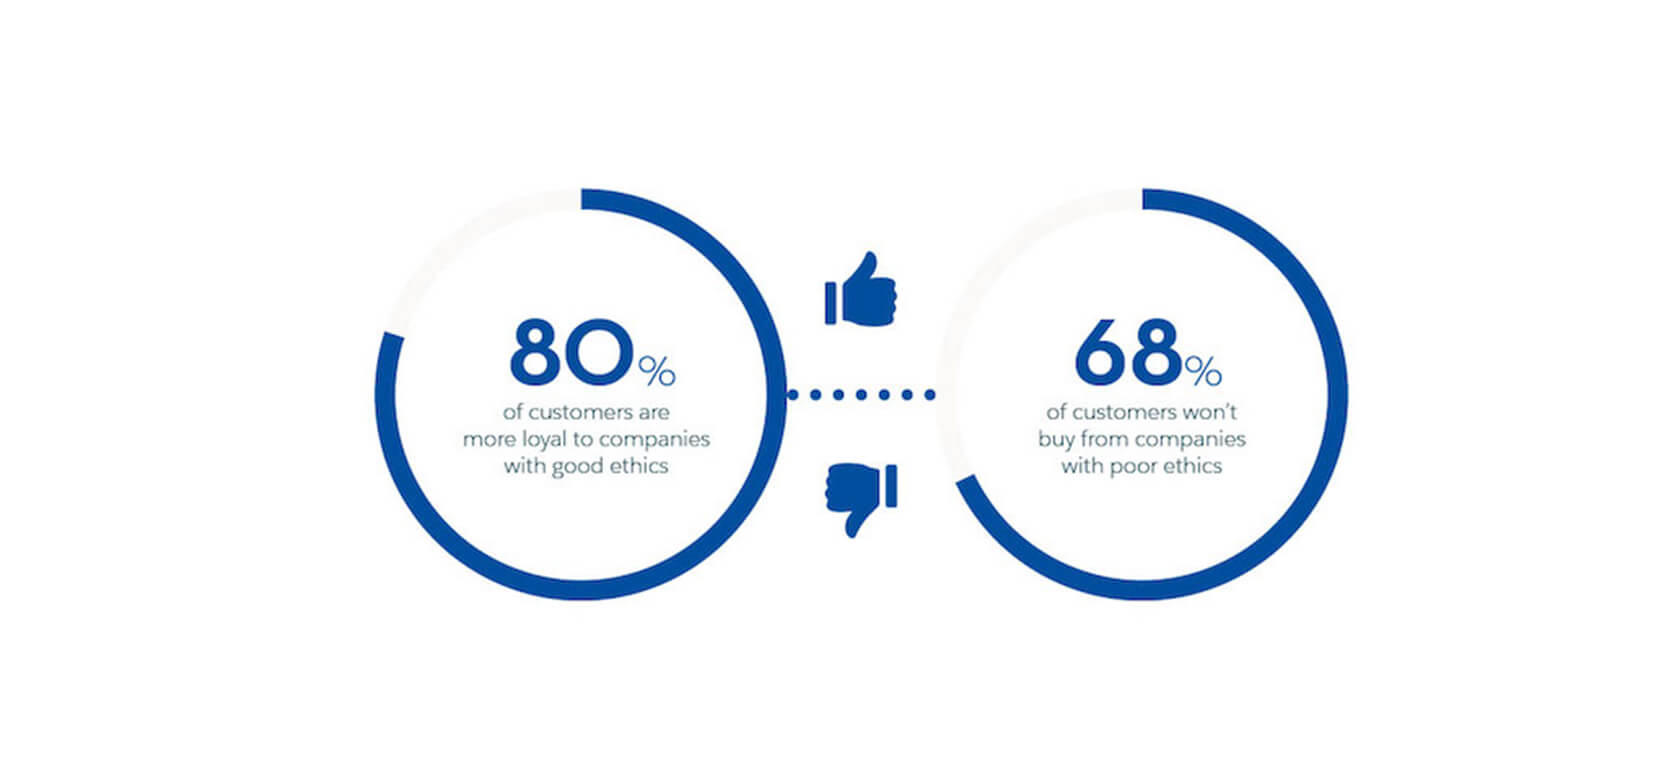 80%
of customers are
more loyal to companies
with good ethics
68%
of customers won't
buy from companies
with poor ethics